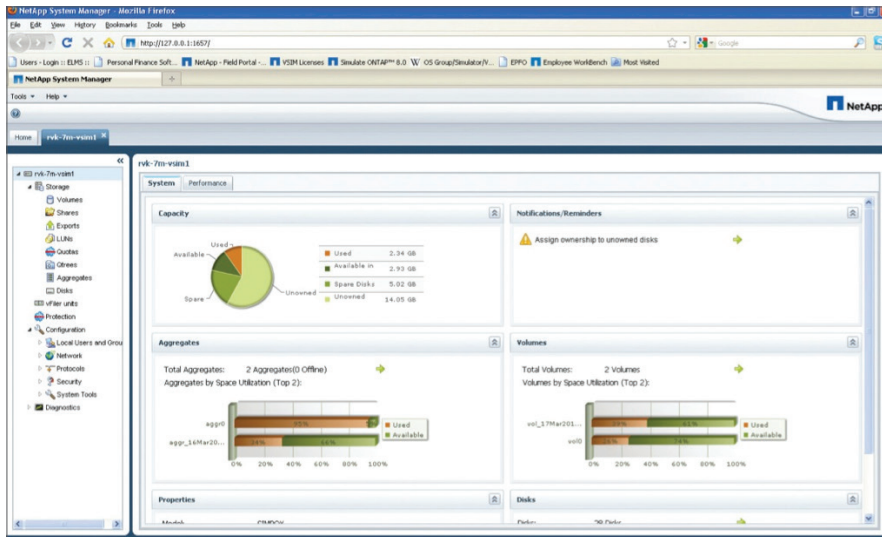 NetApp System Manager - Mozilla Firefox
File Edit View History Bookmarks Tools Help
http://127.0.0.1:1657/
Google
Users - Login :: ELMS :: Personal Finance Soft... NetApp - Field Portal -... VSIM Licenses Simulate ONTAP™ 8.0 OS Group/Simulator/V... EPFO Employee WorkBench Most Visited
NetApp System Manager
Tools Help
NetApp
Home rvk-7m-vsim1
rvk-7m-vsim1
Storage
Volumes
Shares
Exports
LUNs
Quotas
Qtrees
Aggregates
Disks
vFiler units
Protection
Configuration
Local Users and Grou
Network
Protocols
Security
System Tools
Diagnostics
rvk-7m-vsim1
System Performance
Capacity
Used
Available
Spare
Unowned
Used 2.34 GB
Available in 2.93 GB
Spare Disks 5.02 GB
Unowned 14.05 GB
Notifications/Reminders
Assign ownership to unowned disks
Aggregates
Total Aggregates: 2 Aggregates(0 Offline)
Aggregates by Space Utilization (Top 2):
aggr0
aggr_16Mar20...
66%
Used
Available
0% 20% 40% 60% 80% 100%
Volumes
Total Volumes: 2 Volumes
Volumes by Space Utilization (Top 2):
vol_17Mar201... 61%
vol0 74%
Used
Available
0% 20% 40% 60% 80% 100%
Properties
Disks